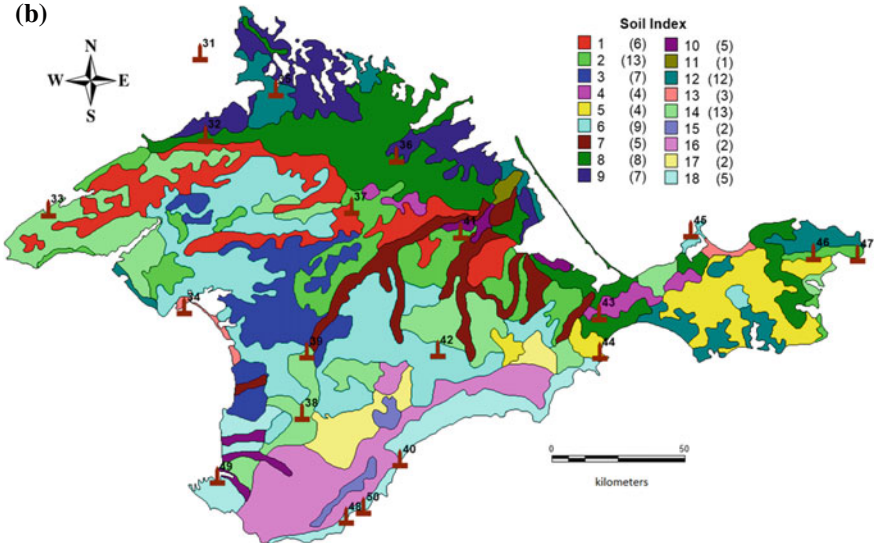 (b)
N
W E
S
Soil Index
1 (6) 10 (5)
2 (13) 11 (1)
3 (7) 12 (12)
4 (4) 13 (3)
5 (4) 14 (13)
6 (9) 15 (2)
7 (5) 16 (2)
8 (8) 17 (2)
9 (7) 18 (5)
31
35
32
36
33
37
41
45
46
47
34
43
39
42
44
38
40
49
50
48
0 50
kilometers